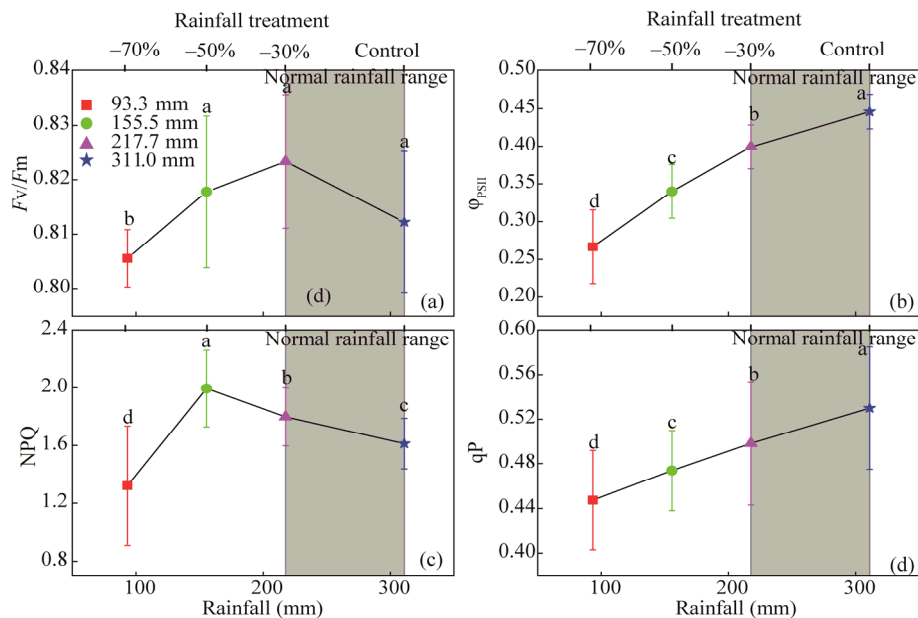 Rainfall treatment
Rainfall treatment
–70% –50% –30% Control
–70% –50% –30% Control
0.84
0.83
0.82
0.81
0.80
Fv/Fm
Normal rainfall range
93.3 mm
155.5 mm
217.7 mm
311.0 mm
b
a
a
a
(d)
(a)
0.50
0.45
0.40
0.35
0.30
0.25
0.20
φPSII
Normal rainfall range
d
c
b
a
(b)
2.4
2.0
1.6
1.2
0.8
NPQ
Normal rainfall range
d
a
b
c
(c)
100 200 300
Rainfall (mm)
0.60
0.56
0.52
0.48
0.44
0.40
qP
Normal rainfall range
d
c
b
a
(d)
100 200 300
Rainfall (mm)